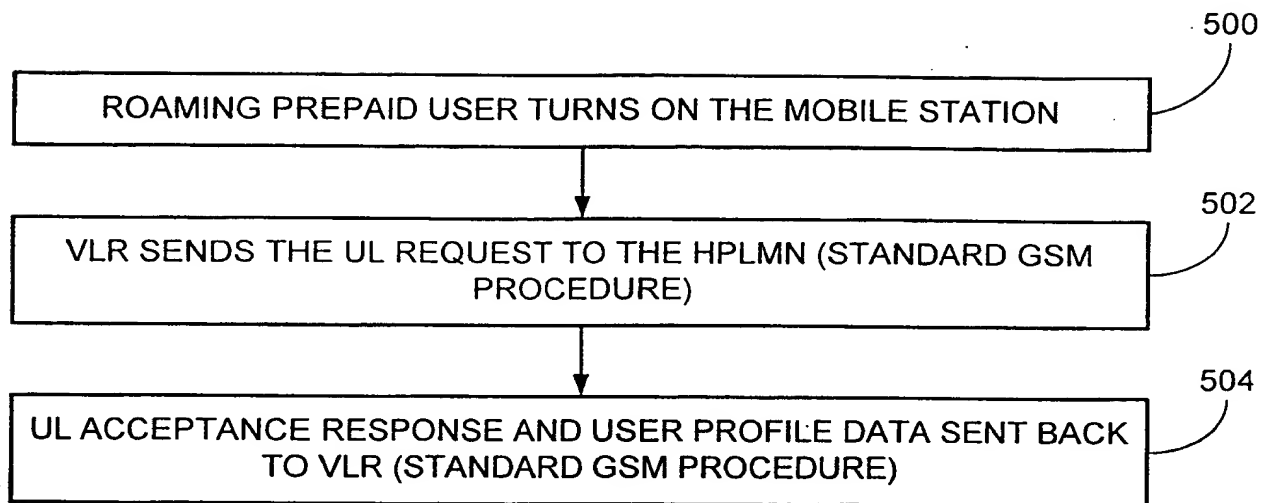 500
ROAMING PREPAID USER TURNS ON THE MOBILE STATION
502
VLR SENDS THE UL REQUEST TO THE HPLMN (STANDARD GSM
PROCEDURE)
504
UL ACCEPTANCE RESPONSE AND USER PROFILE DATA SENT BACK
TO VLR (STANDARD GSM PROCEDURE)